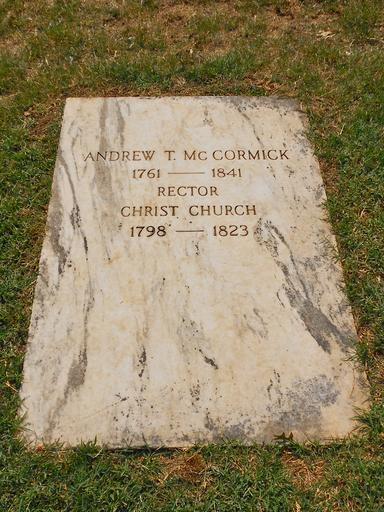 ANDREW T. MC CORMICK
1761 — 1841
RECTOR
CHRIST CHURCH
1798 — 1823